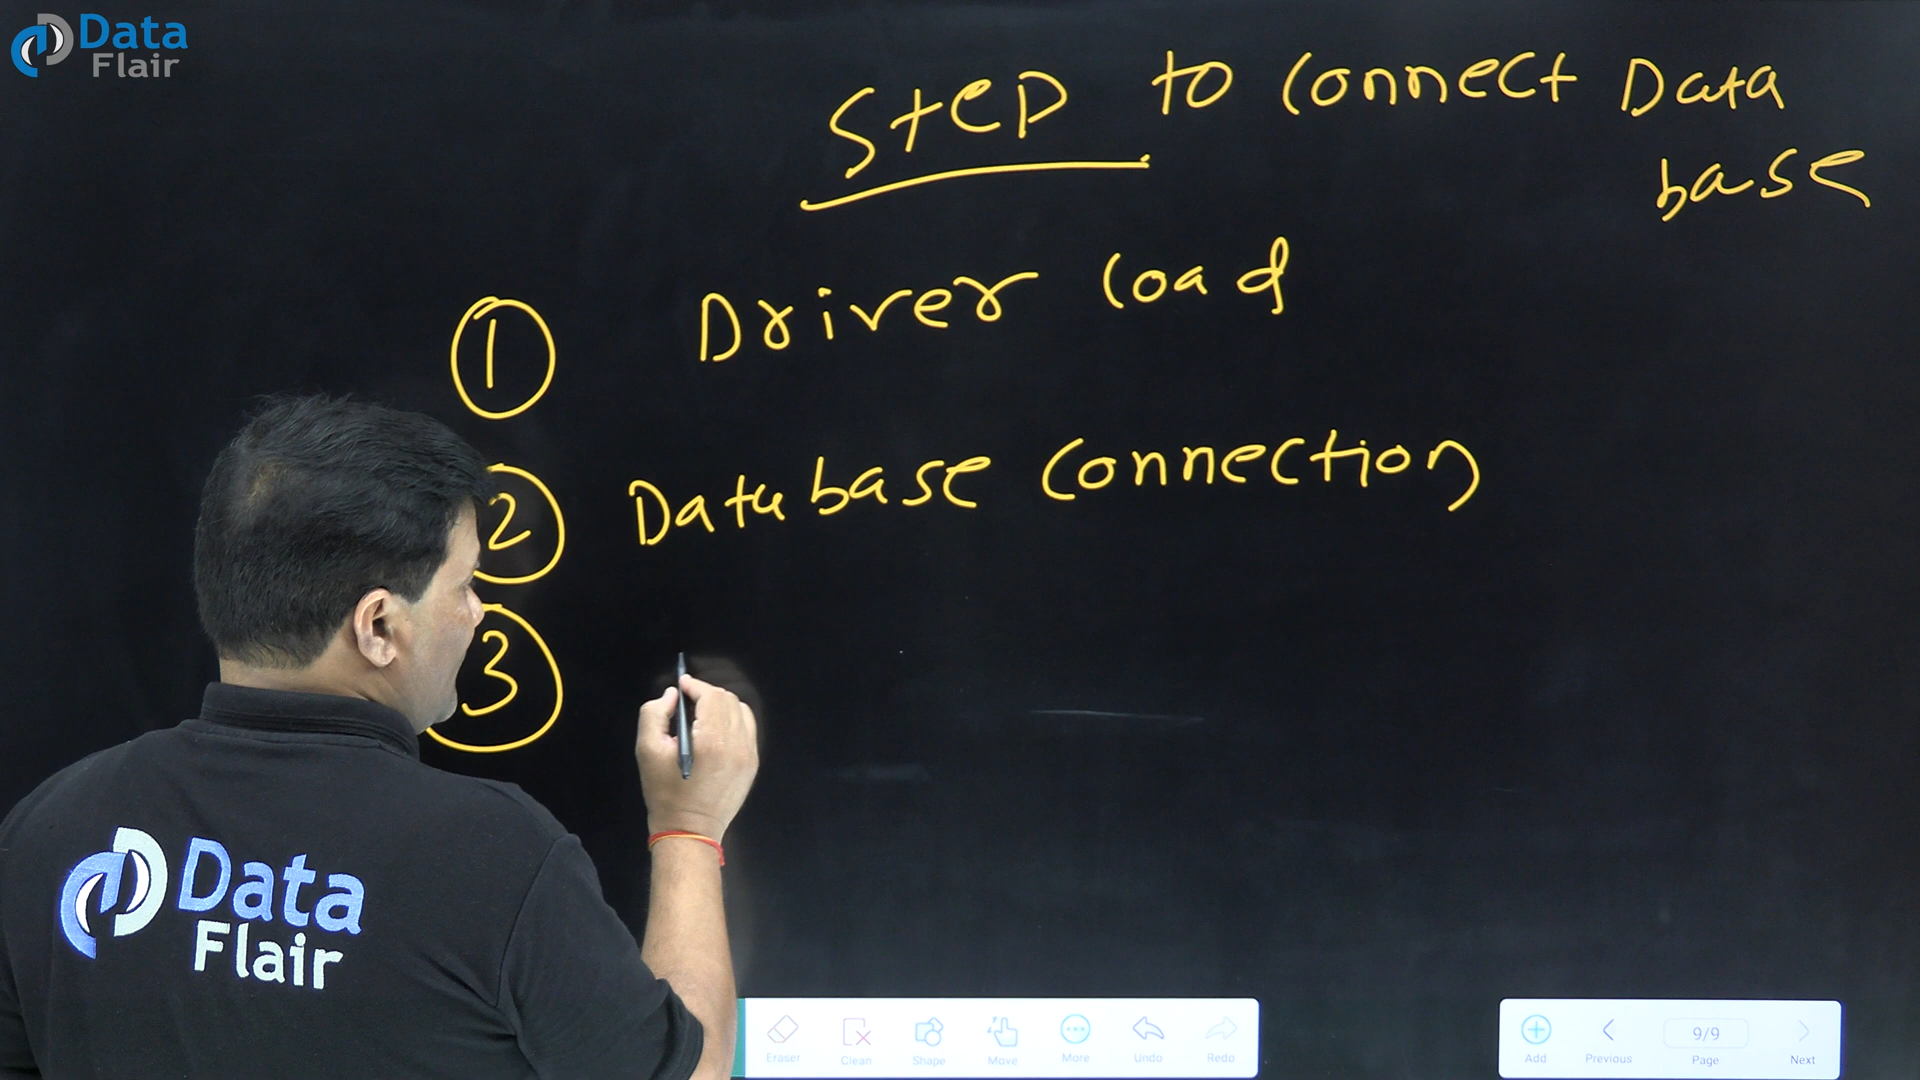 Data
Flair
Step to connect Data
base
1 Driver load
2 Database connection
3
Data
Flair
Eraser Clean Shape Move More Undo Redo
Add Previous 9/9 Page Next